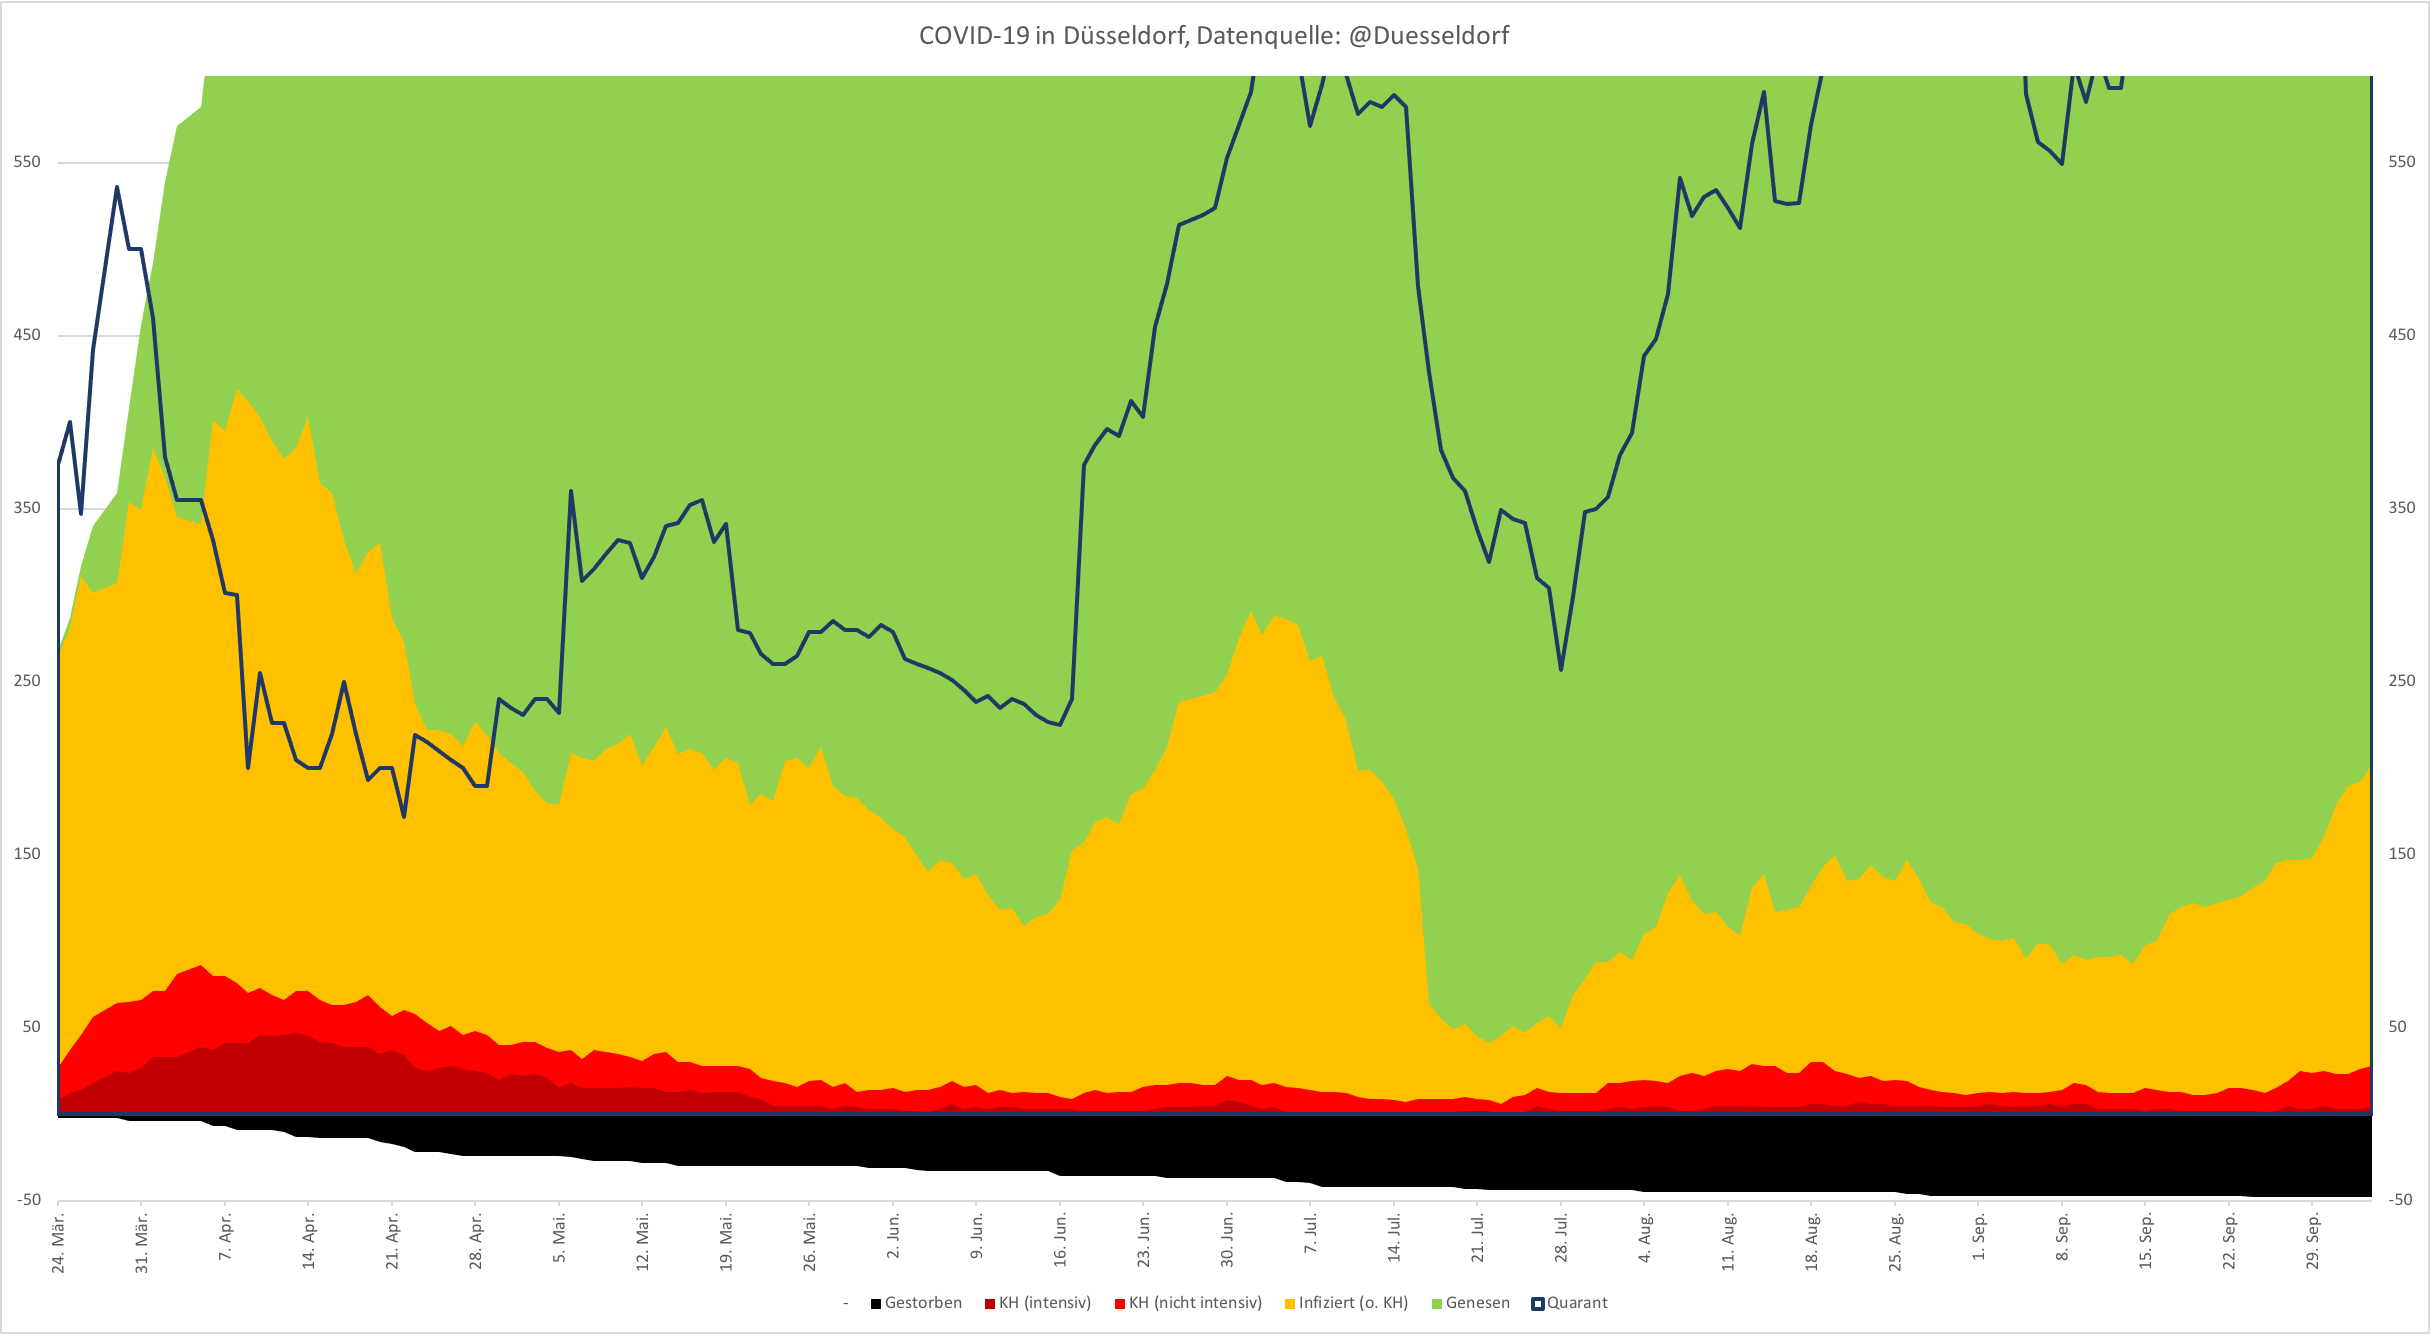 COVID-19 in Düsseldorf, Datenquelle: @Duesseldorf
550 550
450 450
350 350
250 250
150 150
50 50
-50 -50
24. Mär. 31. Mär. 7. Apr. 14. Apr. 21. Apr. 28. Apr. 5. Mai. 12. Mai. 19. Mai. 26. Mai. 2. Jun. 9. Jun. 16. Jun. 23. Jun. 30. Jun. 7. Jul. 14. Jul. 21. Jul. 28. Jul. 4. Aug. 11. Aug. 18. Aug. 25. Aug. 1. Sep. 8. Sep. 15. Sep. 22. Sep. 29. Sep.
- Gestorben KH (intensiv) KH (nicht intensiv) Infiziert (o. KH) Genesen Quarant